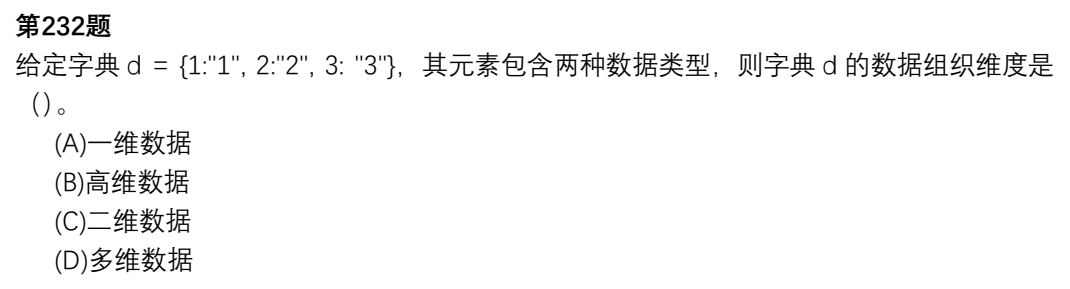 第232题
给定字典 d = {1:"1", 2:"2", 3: "3"}，其元素包含两种数据类型，则字典 d 的数据组织维度是
()。
(A)一维数据
(B)高维数据
(C)二维数据
(D)多维数据